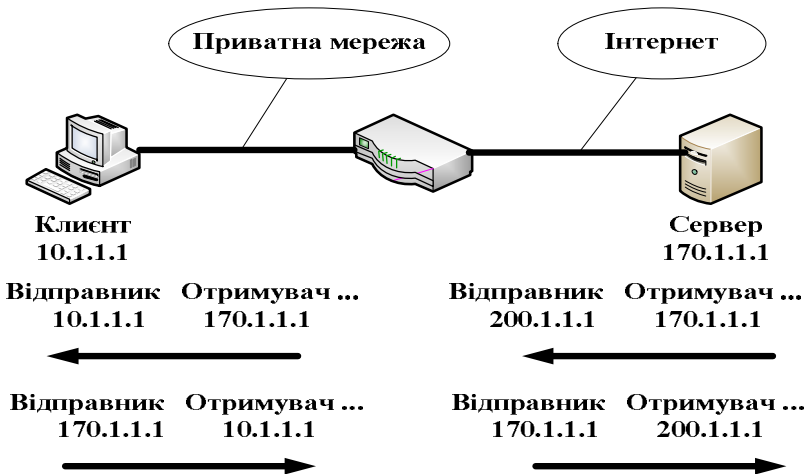 Приватна мережа
Інтернет
Клиєнт
10.1.1.1
Сервер
170.1.1.1
Відправник Отримувач ...
10.1.1.1 170.1.1.1
Відправник Отримувач ...
200.1.1.1 170.1.1.1
Відправник Отримувач ...
170.1.1.1 10.1.1.1
Відправник Отримувач ...
170.1.1.1 200.1.1.1